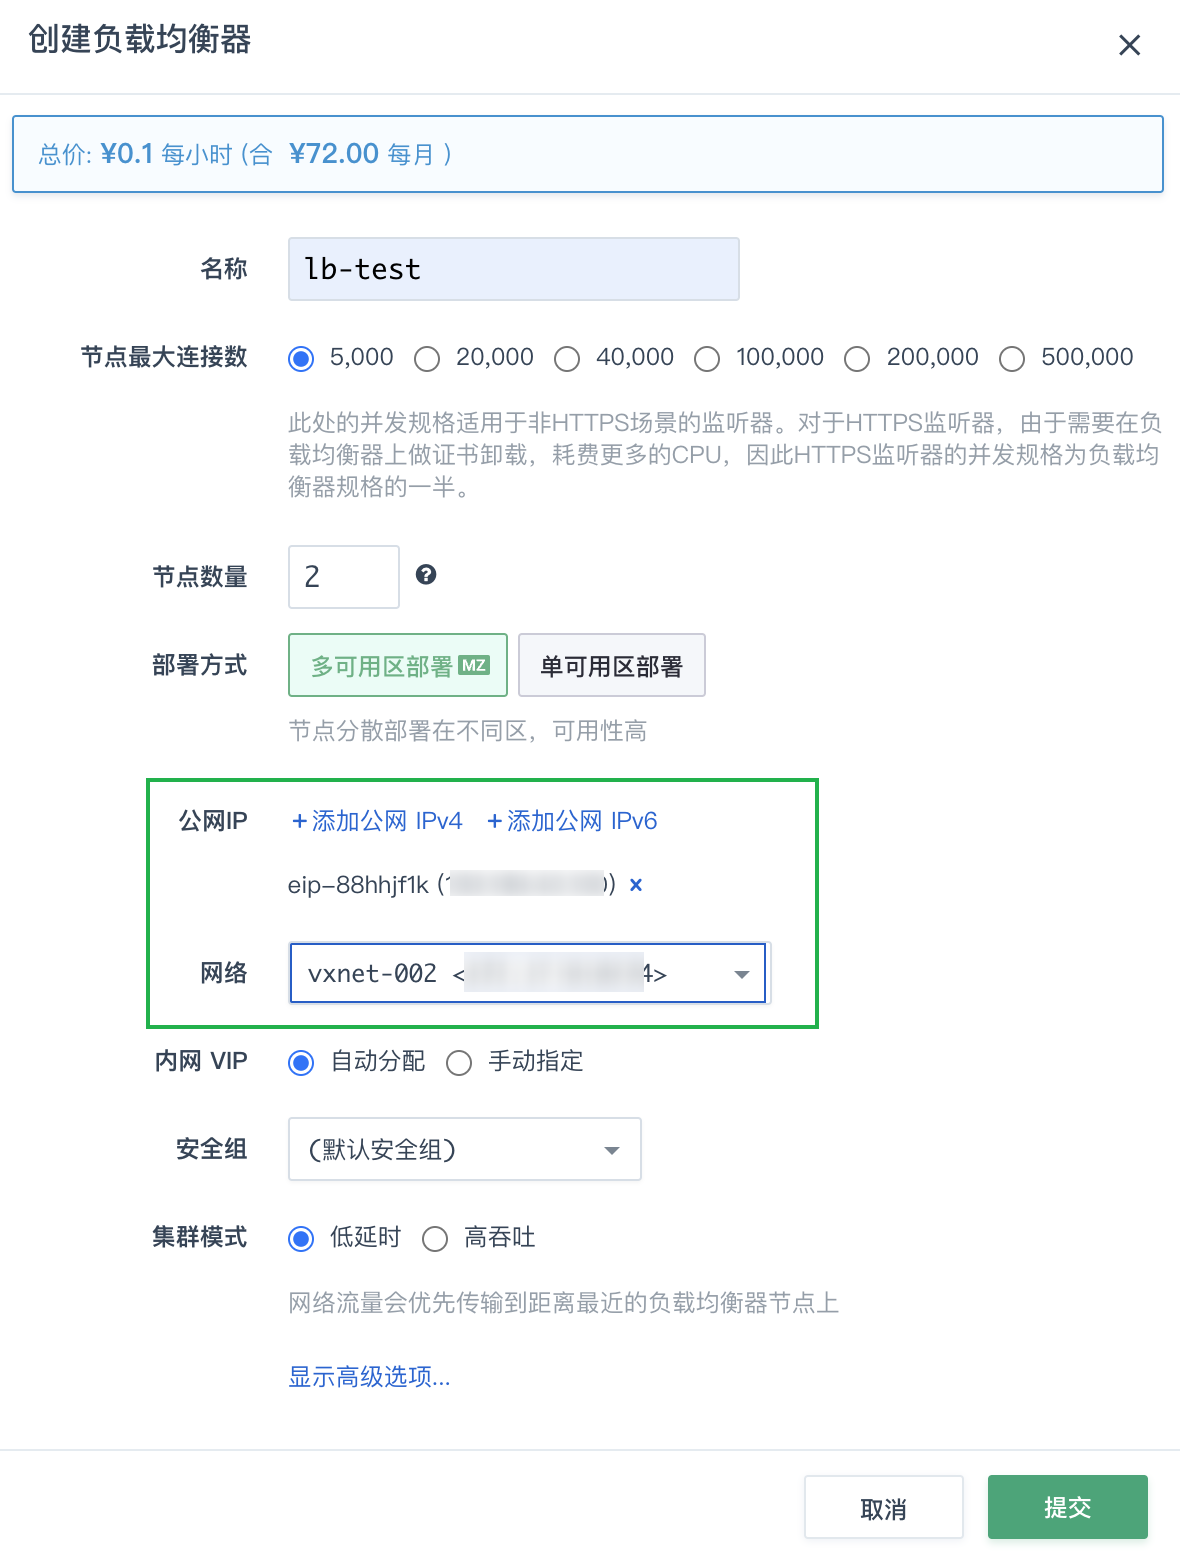 创建负载均衡器
总价: ¥0.1 每小时 (合 ¥72.00 每月 )
名称 lb-test
节点最大连接数 5,000 20,000 40,000 100,000 200,000 500,000
此处的并发规格适用于非HTTPS场景的监听器。对于HTTPS监听器，由于需要在负
载均衡器上做证书卸载，耗费更多的CPU，因此HTTPS监听器的并发规格为负载均
衡器规格的一半。
节点数量 2
部署方式 多可用区部署 MZ 单可用区部署
节点分散部署在不同区，可用性高
公网IP +添加公网 IPv4 +添加公网 IPv6
eip-88hhjf1k ( ) ×
网络 vxnet-002 < 4>
内网 VIP 自动分配 手动指定
安全组 (默认安全组)
集群模式 低延时 高吞吐
网络流量会优先传输到距离最近的负载均衡器节点上
显示高级选项...
取消 提交